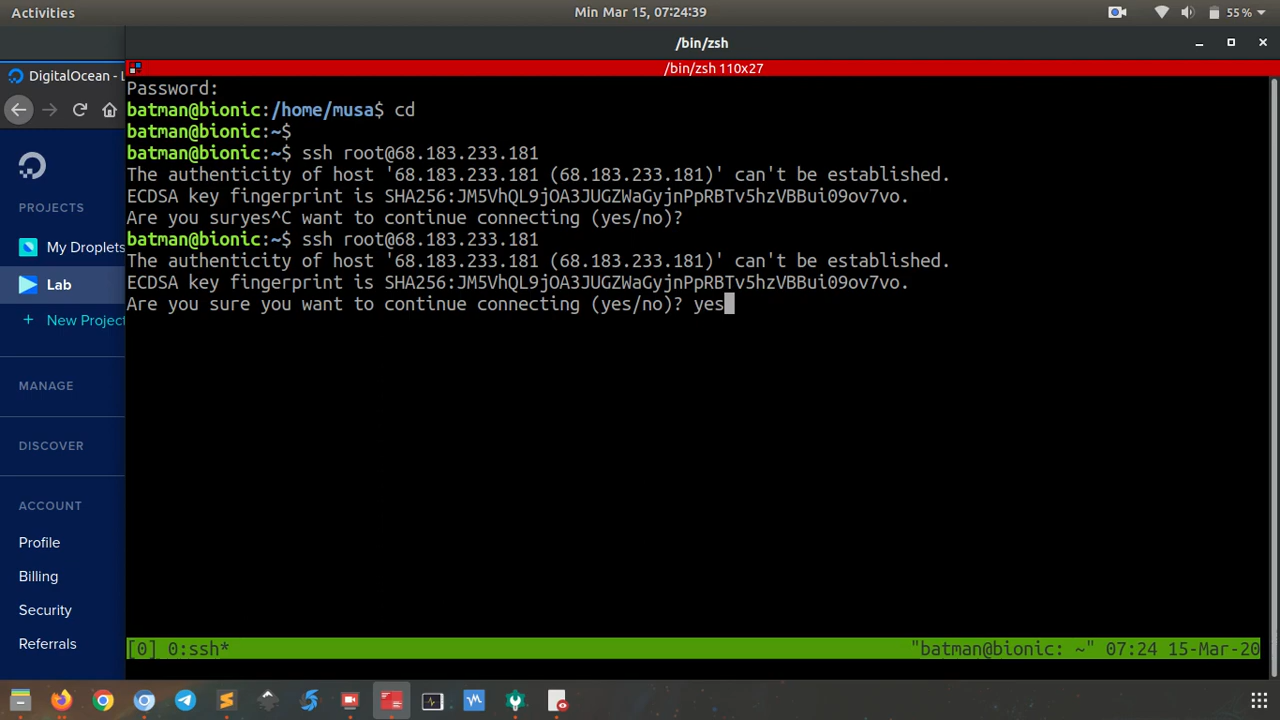 Activities
Min Mar 15, 07:24:39
55%
/bin/zsh
/bin/zsh 110x27
DigitalOcean - L
PROJECTS
My Droplets
Lab
+ New Project
MANAGE
DISCOVER
ACCOUNT
Profile
Billing
Security
Referrals
Password:
batman@bionic:/home/musa$ cd
batman@bionic:~$
batman@bionic:~$ ssh root@68.183.233.181
The authenticity of host '68.183.233.181 (68.183.233.181)' can't be established.
ECDSA key fingerprint is SHA256:JM5VhQL9jOA3JUGZWaGyjnPpRBTv5hzVBBui09ov7vo.
Are you suryes^C want to continue connecting (yes/no)?
batman@bionic:~$ ssh root@68.183.233.181
The authenticity of host '68.183.233.181 (68.183.233.181)' can't be established.
ECDSA key fingerprint is SHA256:JM5VhQL9jOA3JUGZWaGyjnPpRBTv5hzVBBui09ov7vo.
Are you sure you want to continue connecting (yes/no)? yes
[0] 0:ssh*
"batman@bionic: ~" 07:24 15-Mar-20